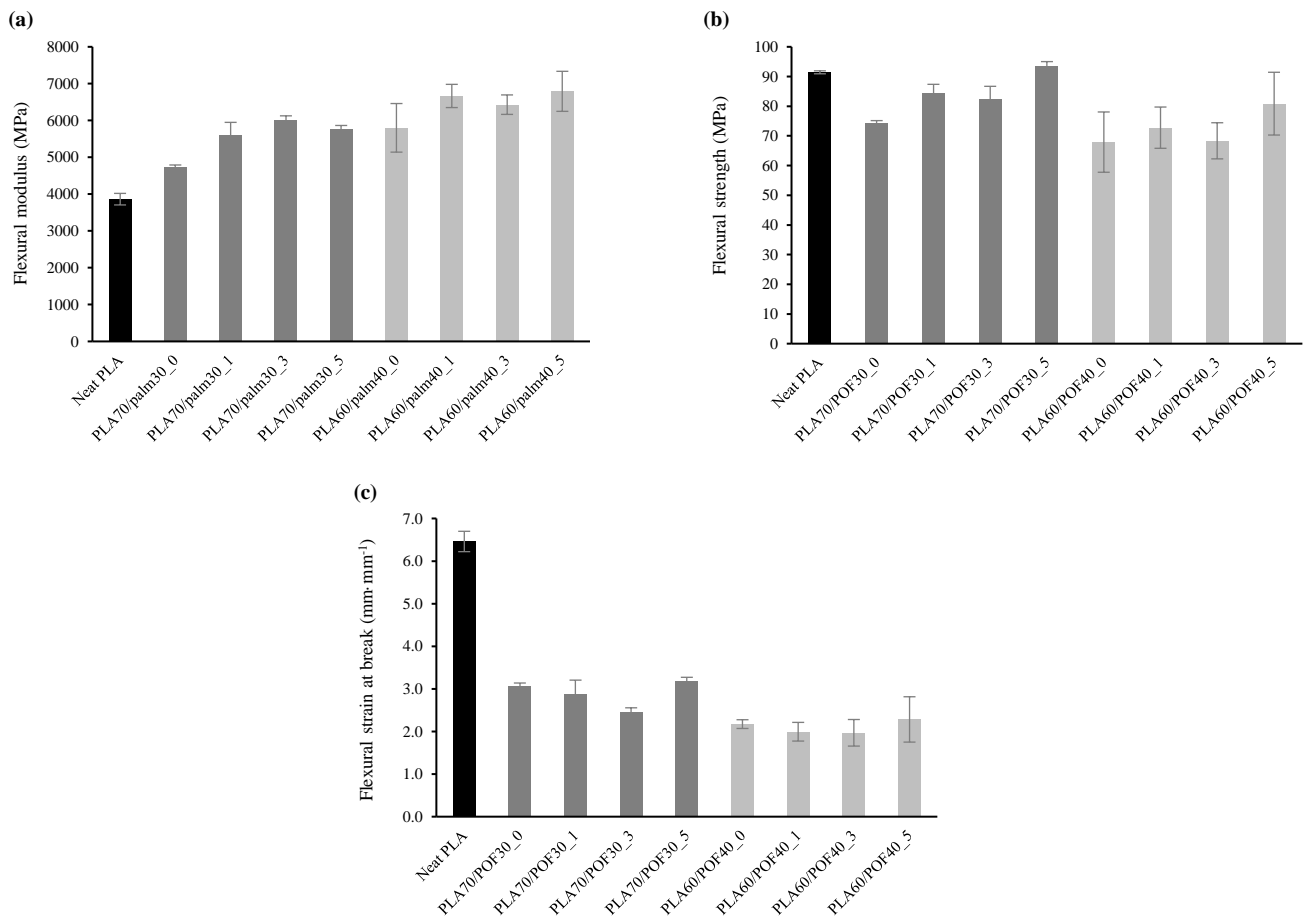 (a)
Flexural modulus (MPa)
8000
7000
6000
5000
4000
3000
2000
1000
0
Neat PLA
PLA70/palm30_0
PLA70/palm30_1
PLA70/palm30_3
PLA70/palm30_5
PLA60/palm40_0
PLA60/palm40_1
PLA60/palm40_3
PLA60/palm40_5
(b)
Flexural strength (MPa)
100
90
80
70
60
50
40
30
20
10
0
Neat PLA
PLA70/POF30_0
PLA70/POF30_1
PLA70/POF30_3
PLA70/POF30_5
PLA60/POF40_0
PLA60/POF40_1
PLA60/POF40_3
PLA60/POF40_5
(c)
Flexural strain at break (mm·mm⁻¹)
7.0
6.0
5.0
4.0
3.0
2.0
1.0
0.0
Neat PLA
PLA70/POF30_0
PLA70/POF30_1
PLA70/POF30_3
PLA70/POF30_5
PLA60/POF40_0
PLA60/POF40_1
PLA60/POF40_3
PLA60/POF40_5